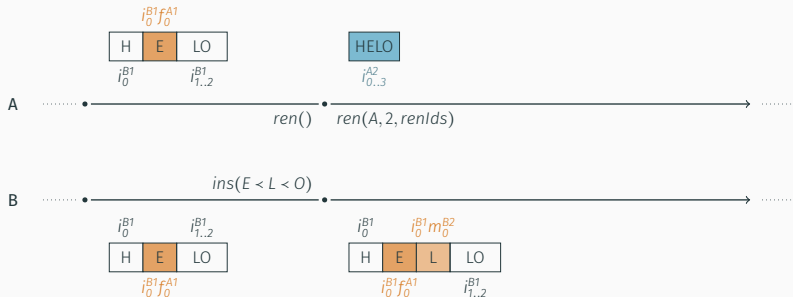 i₀ᴮ¹f₀ᴬ¹
H E LO HELO
i₀ᴮ¹ i₁..₂ᴮ¹ i₀..₃ᴬ²
A
ren() ren(A, 2, renIds)
ins(E < L < O)
B
i₀ᴮ¹ i₁..₂ᴮ¹ i₀ᴮ¹ i₀ᴮ¹m₀ᴮ²
H E LO H E L LO
i₀ᴮ¹f₀ᴬ¹ i₀ᴮ¹f₀ᴬ¹ i₁..₂ᴮ¹